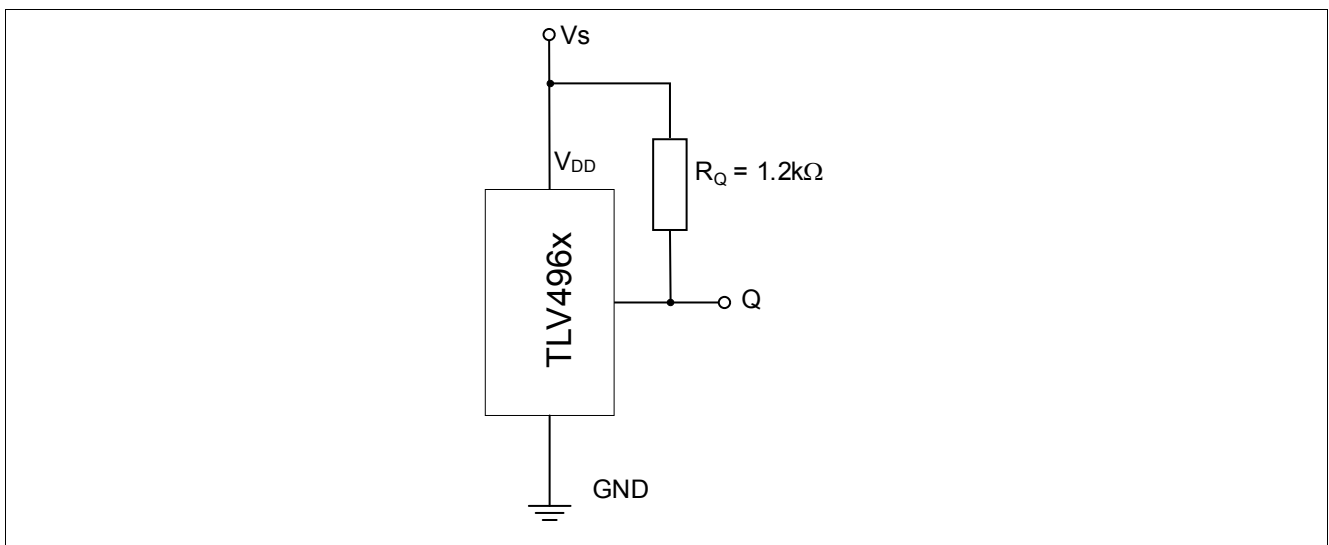 Vs
VDD
RQ = 1.2kΩ
TLV496x
Q
GND